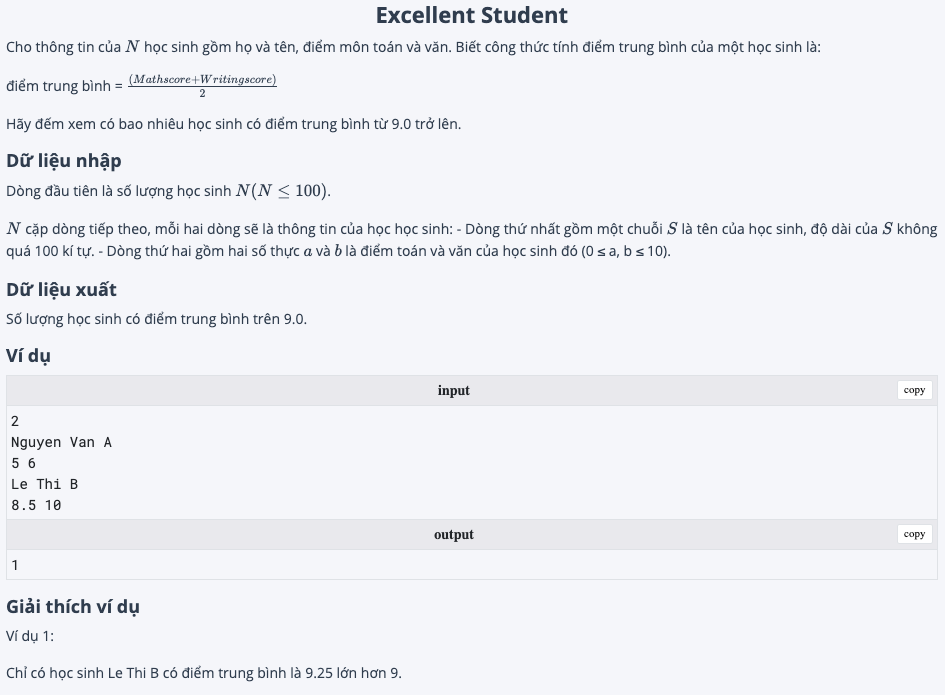 Excellent Student
Cho thông tin của N học sinh gồm họ và tên, điểm môn toán và văn. Biết công thức tính điểm trung bình của một học sinh là:
điểm trung bình = (Mathscore+Writingscore)/2
Hãy đếm xem có bao nhiêu học sinh có điểm trung bình từ 9.0 trở lên.
Dữ liệu nhập
Dòng đầu tiên là số lượng học sinh N(N ≤ 100).
N cặp dòng tiếp theo, mỗi hai dòng sẽ là thông tin của học học sinh: - Dòng thứ nhất gồm một chuỗi S là tên của học sinh, độ dài của S không
quá 100 kí tự. - Dòng thứ hai gồm hai số thực a và b là điểm toán và văn của học sinh đó (0 ≤ a, b ≤ 10).
Dữ liệu xuất
Số lượng học sinh có điểm trung bình trên 9.0.
Ví dụ
input copy
2
Nguyen Van A
5 6
Le Thi B
8.5 10
output copy
1
Giải thích ví dụ
Ví dụ 1:
Chỉ có học sinh Le Thi B có điểm trung bình là 9.25 lớn hơn 9.